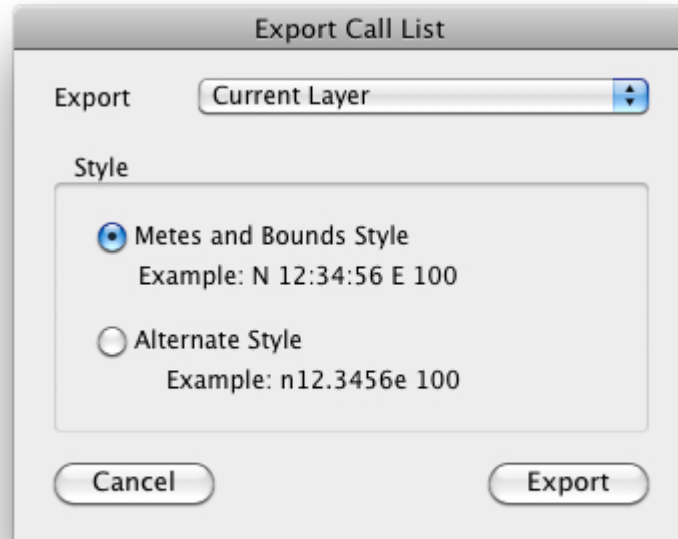 Export Call List
Export Current Layer
Style
Metes and Bounds Style
Example: N 12:34:56 E 100
Alternate Style
Example: n12.3456e 100
Cancel Export